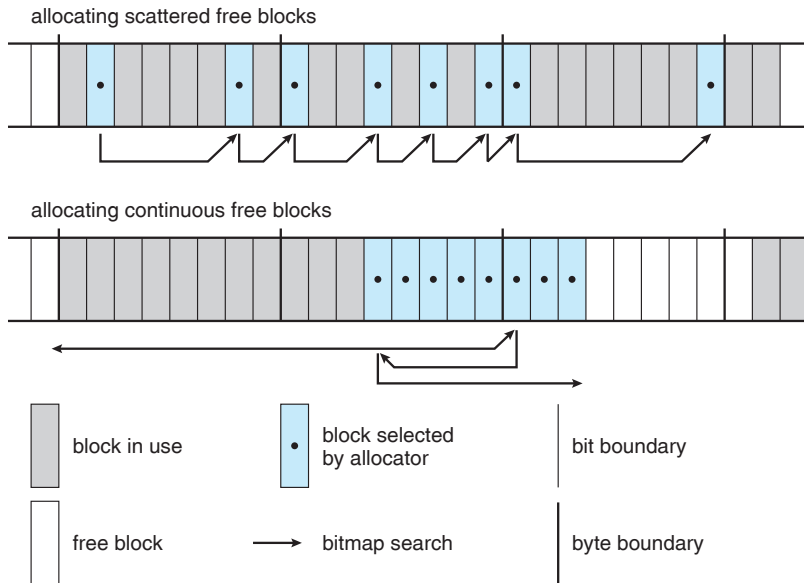 allocating scattered free blocks
allocating continuous free blocks
block in use
block selected
by allocator
bit boundary
free block
bitmap search
byte boundary